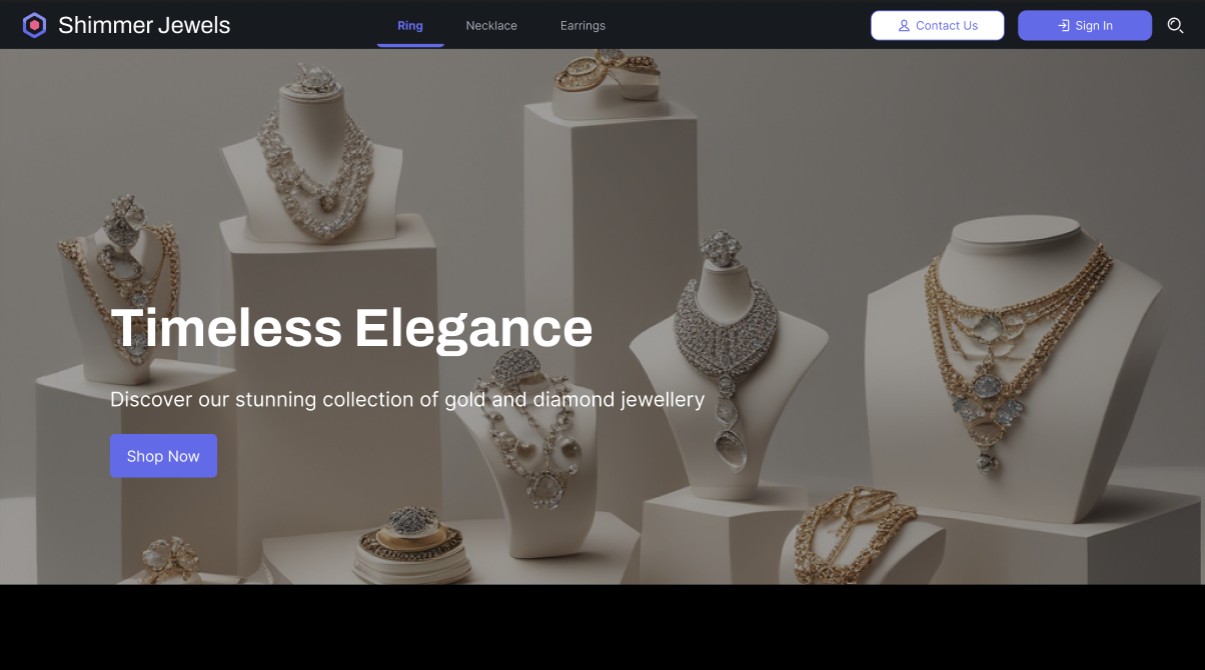 Shimmer Jewels
Ring
Necklace
Earrings
Contact Us
Sign In
Timeless Elegance
Discover our stunning collection of gold and diamond jewellery
Shop Now